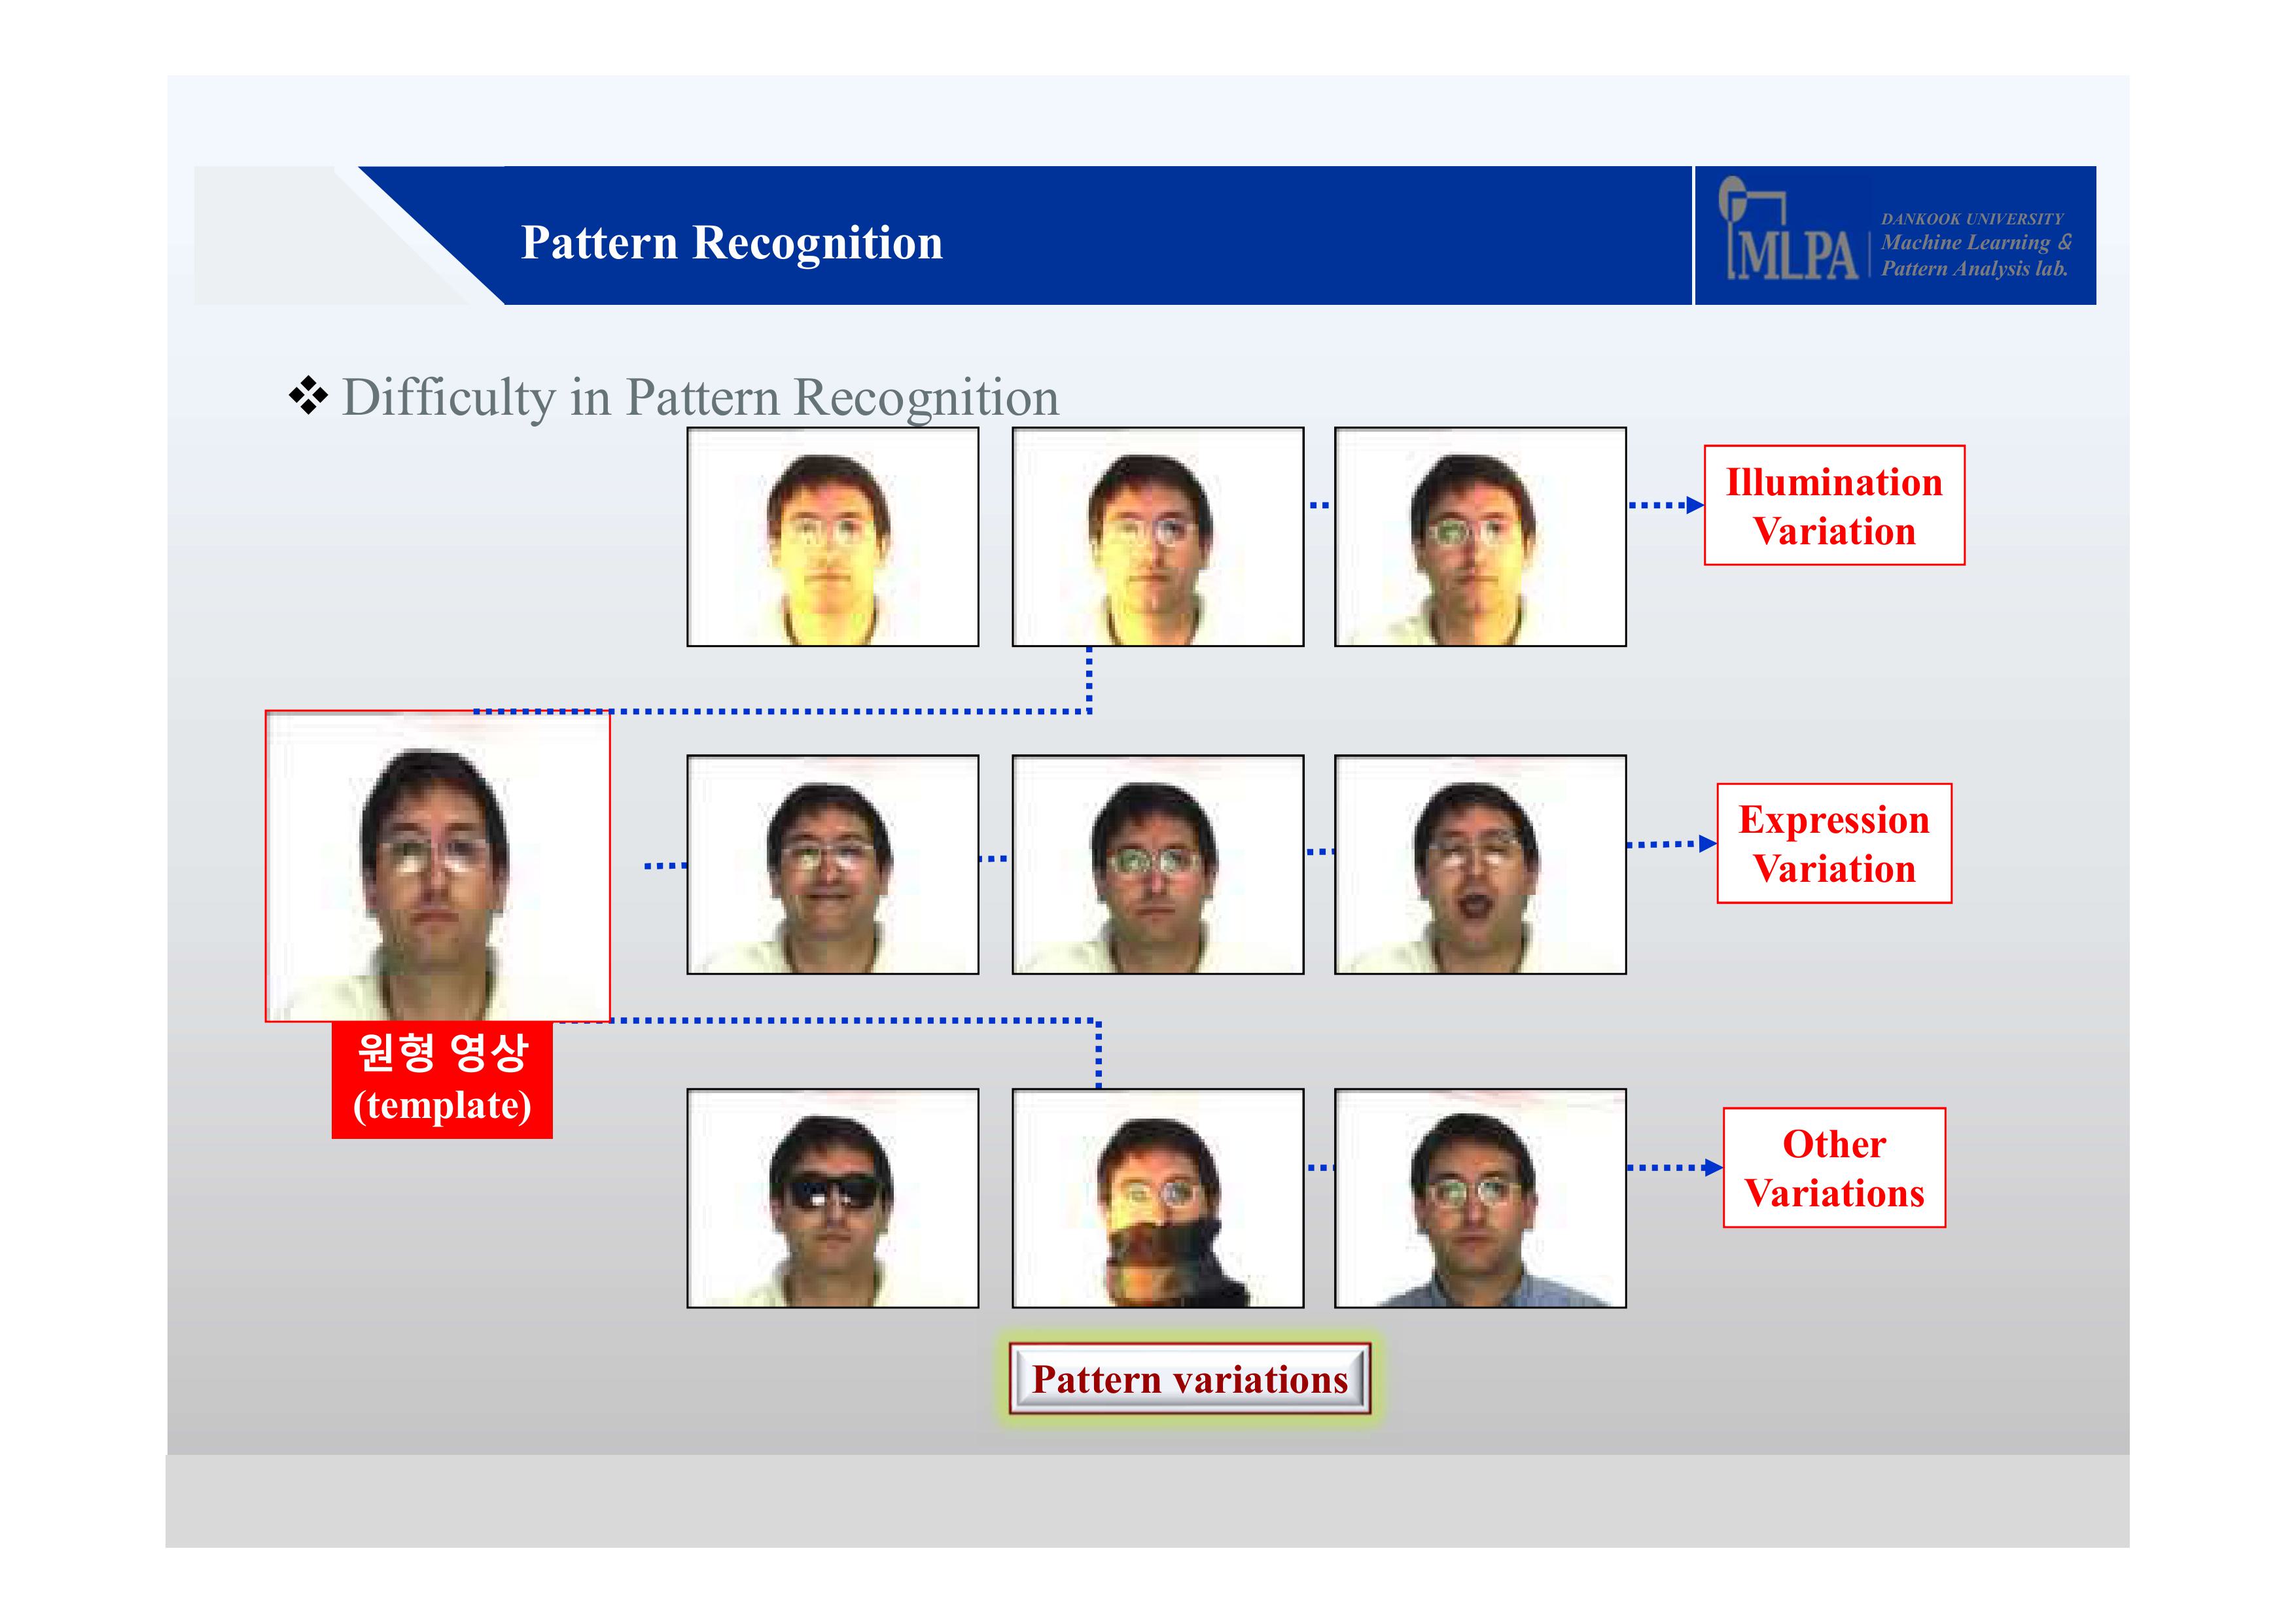 Pattern Recognition
MLPA
DANKOOK UNIVERSITY
Machine Learning &
Pattern Analysis lab.
❖ Difficulty in Pattern Recognition
Illumination
Variation
Expression
Variation
원형 영상
(template)
Other
Variations
Pattern variations